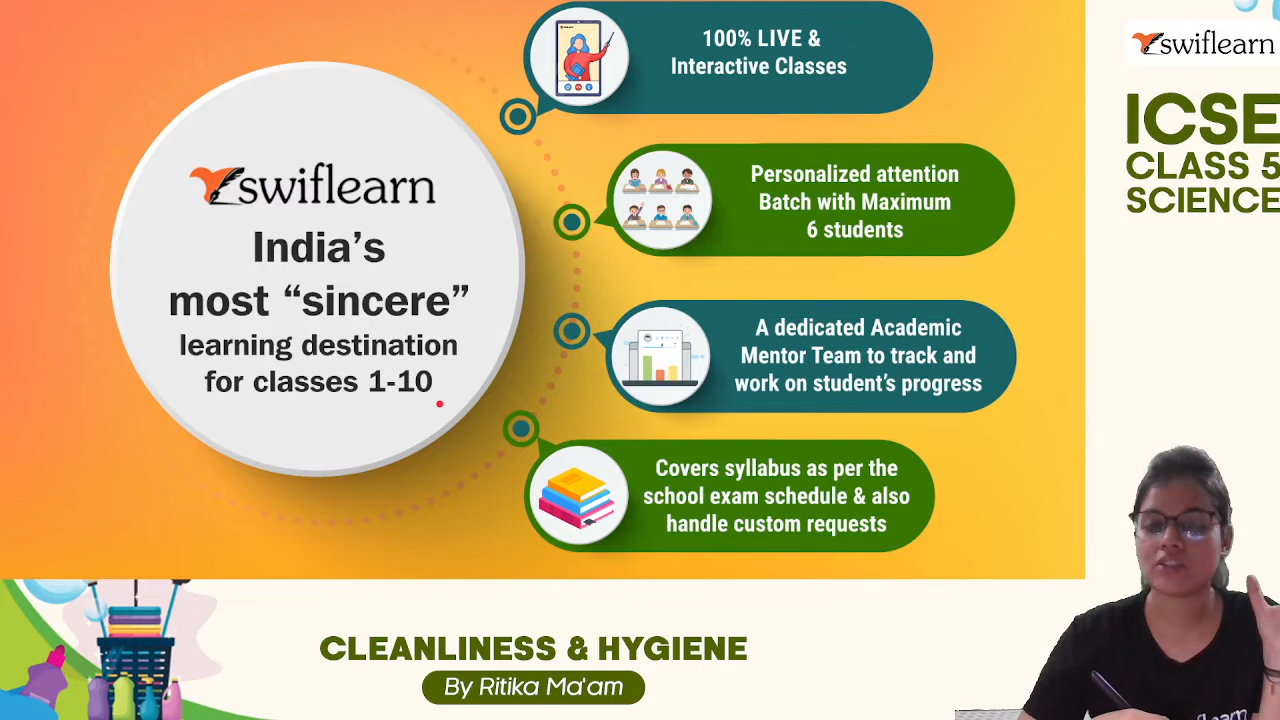 swiflearn
India's
most “sincere”
learning destination
for classes 1-10
100% LIVE &
Interactive Classes
Personalized attention
Batch with Maximum
6 students
A dedicated Academic
Mentor Team to track and
work on student's progress
Covers syllabus as per the
school exam schedule & also
handle custom requests
swiflearn
ICSE
CLASS 5
SCIENCE
CLEANLINESS & HYGIENE
By Ritika Ma'am